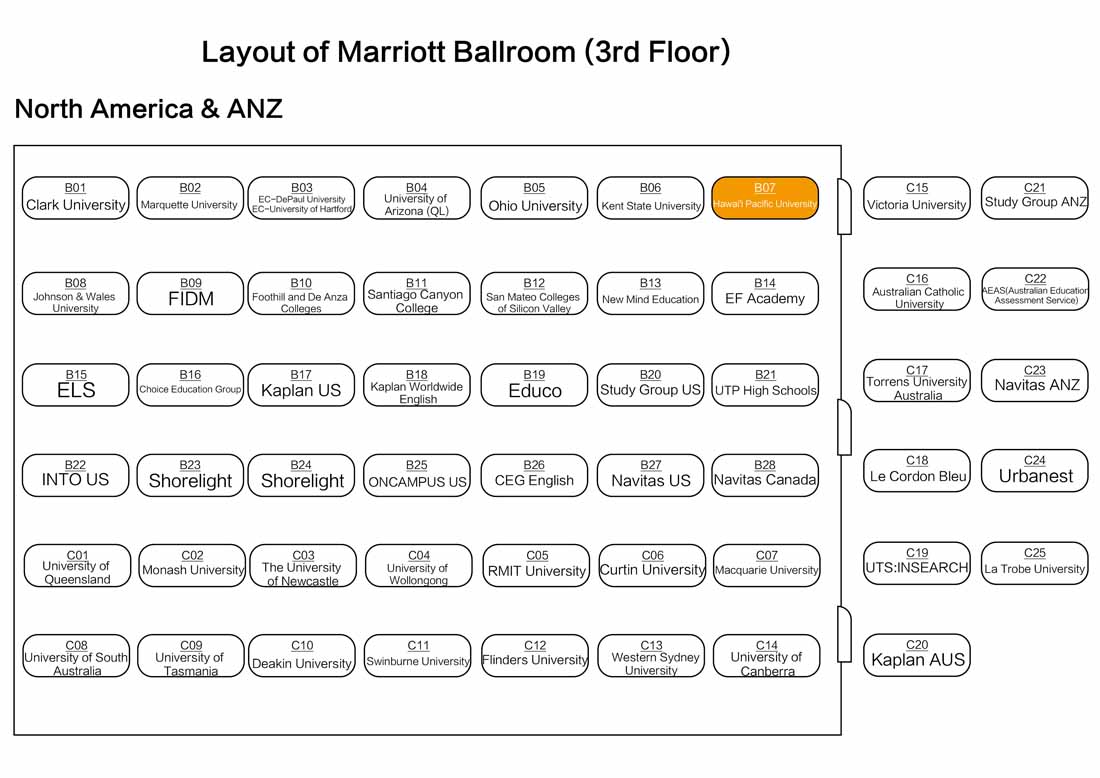 Layout of Marriott Ballroom (3rd Floor)
North America & ANZ
B01
Clark University
B02
Marquette University
B03
EC-DePaul University
EC-University of Hartford
B04
University of
Arizona (QL)
B05
Ohio University
B06
Kent State University
B07
Hawai'i Pacific University
C15
Victoria University
C21
Study Group ANZ
B08
Johnson & Wales
University
B09
FIDM
B10
Foothill and De Anza
Colleges
B11
Santiago Canyon
College
B12
San Mateo Colleges
of Silicon Valley
B13
New Mind Education
B14
EF Academy
C16
Australian Catholic
University
C22
AEAS(Australian Education
Assessment Service)
B15
ELS
B16
Choice Education Group
B17
Kaplan US
B18
Kaplan Worldwide
English
B19
Educo
B20
Study Group US
B21
UTP High Schools
C17
Torrens University
Australia
C23
Navitas ANZ
B22
INTO US
B23
Shorelight
B24
Shorelight
B25
ONCAMPUS US
B26
CEG English
B27
Navitas US
B28
Navitas Canada
C18
Le Cordon Bleu
C24
Urbanest
C01
University of
Queensland
C02
Monash University
C03
The University
of Newcastle
C04
University of
Wollongong
C05
RMIT University
C06
Curtin University
C07
Macquarie University
C19
UTS:INSEARCH
C25
La Trobe University
C08
University of South
Australia
C09
University of
Tasmania
C10
Deakin University
C11
Swinburne University
C12
Flinders University
C13
Western Sydney
University
C14
University of
Canberra
C20
Kaplan AUS